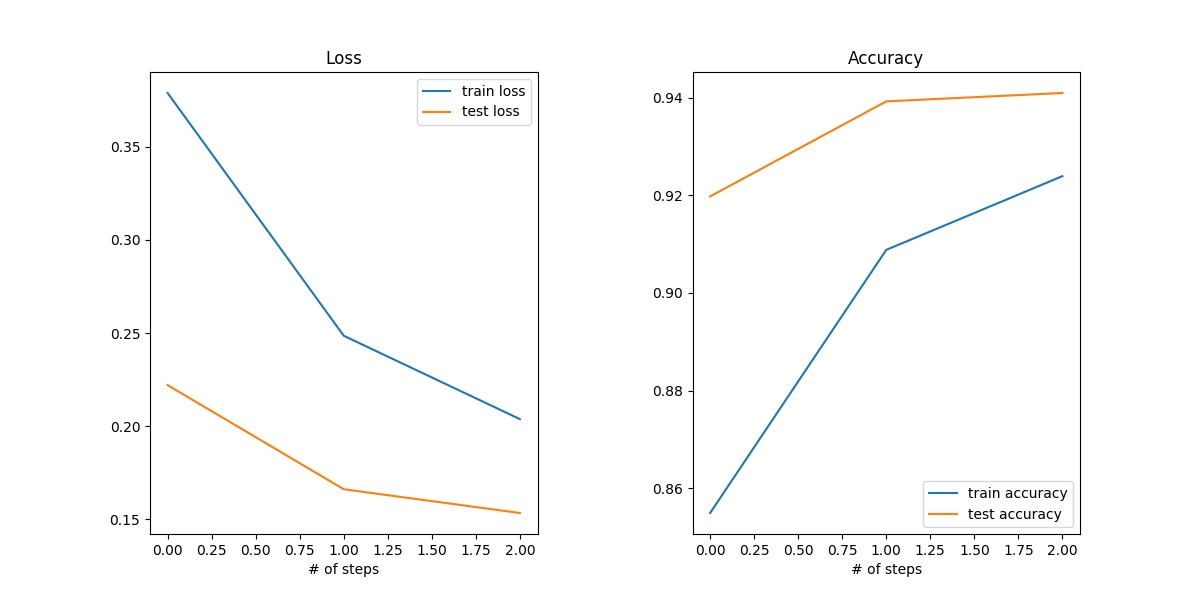 Loss
train loss
test loss
0.35
0.30
0.25
0.20
0.15
0.00 0.25 0.50 0.75 1.00 1.25 1.50 1.75 2.00
# of steps
Accuracy
0.94
0.92
0.90
0.88
0.86
train accuracy
test accuracy
0.00 0.25 0.50 0.75 1.00 1.25 1.50 1.75 2.00
# of steps